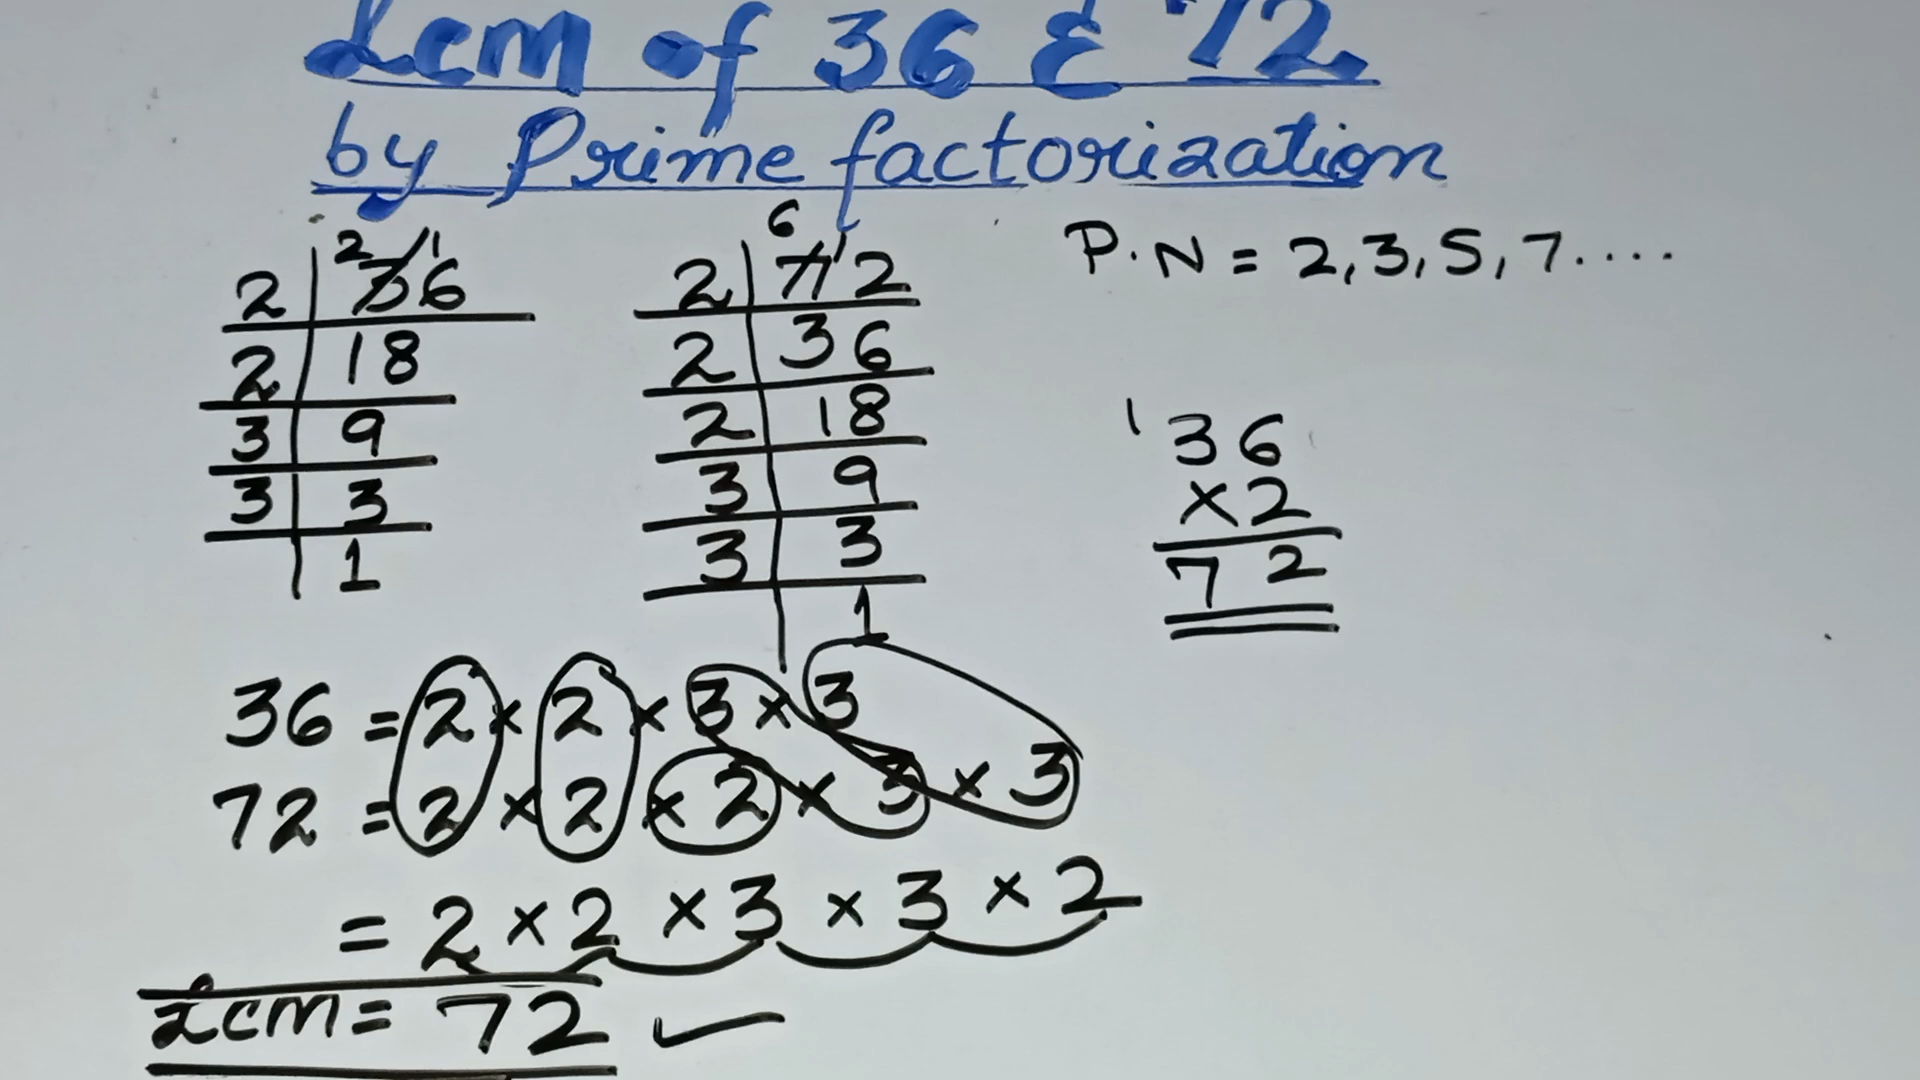 Lcm of 36 & 72
by Prime factorization
P.N = 2, 3, 5, 7....
2 | 36
2 | 18
3 | 9
3 | 3
1
2 | 72
2 | 36
2 | 18
3 | 9
3 | 3
1
1
36
×2
72
36 = 2 × 2 × 3 × 3
72 = 2 × 2 × 2 × 3 × 3
= 2 × 2 × 3 × 3 × 2
Lcm = 72 ✓